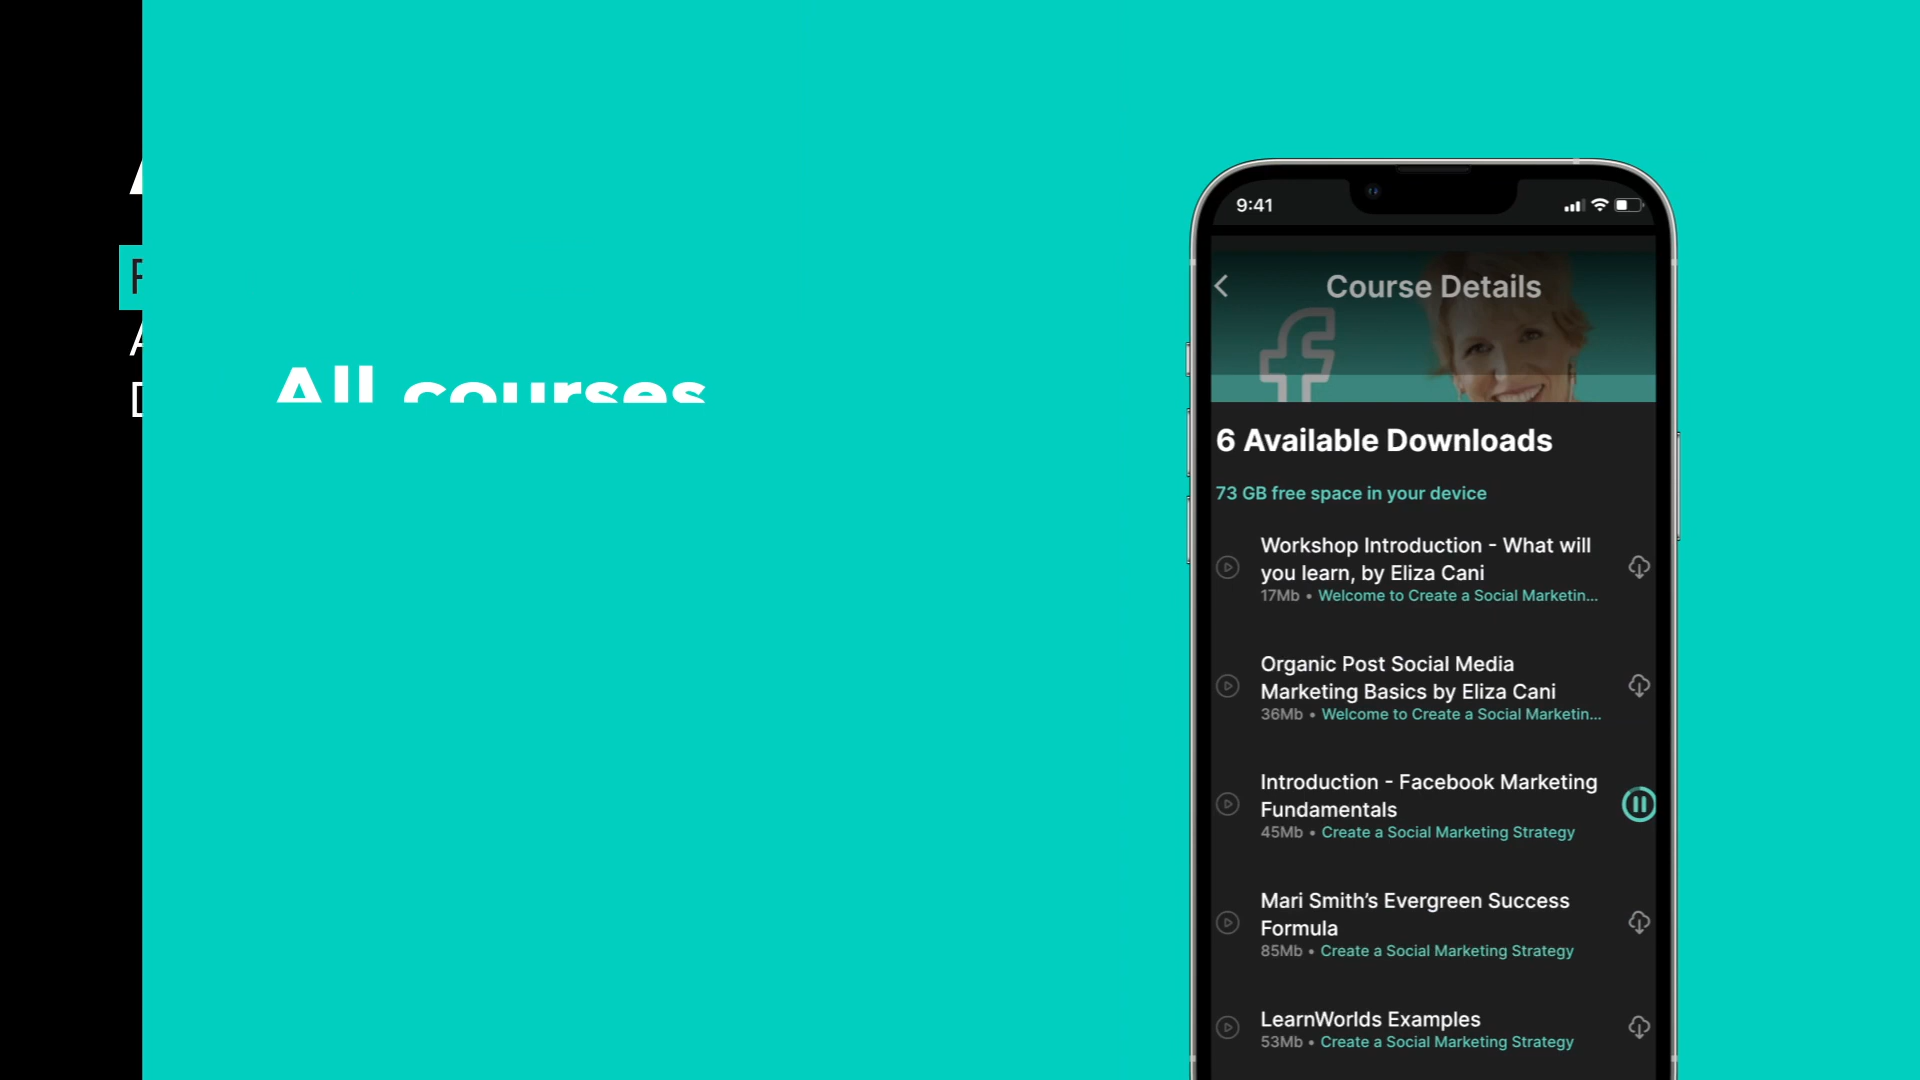 All courses
9:41
Course Details
6 Available Downloads
73 GB free space in your device
Workshop Introduction - What will
you learn, by Eliza Cani
17Mb • Welcome to Create a Social Marketin...
Organic Post Social Media
Marketing Basics by Eliza Cani
36Mb • Welcome to Create a Social Marketin...
Introduction - Facebook Marketing
Fundamentals
45Mb • Create a Social Marketing Strategy
Mari Smith’s Evergreen Success
Formula
85Mb • Create a Social Marketing Strategy
LearnWorlds Examples
53Mb • Create a Social Marketing Strategy